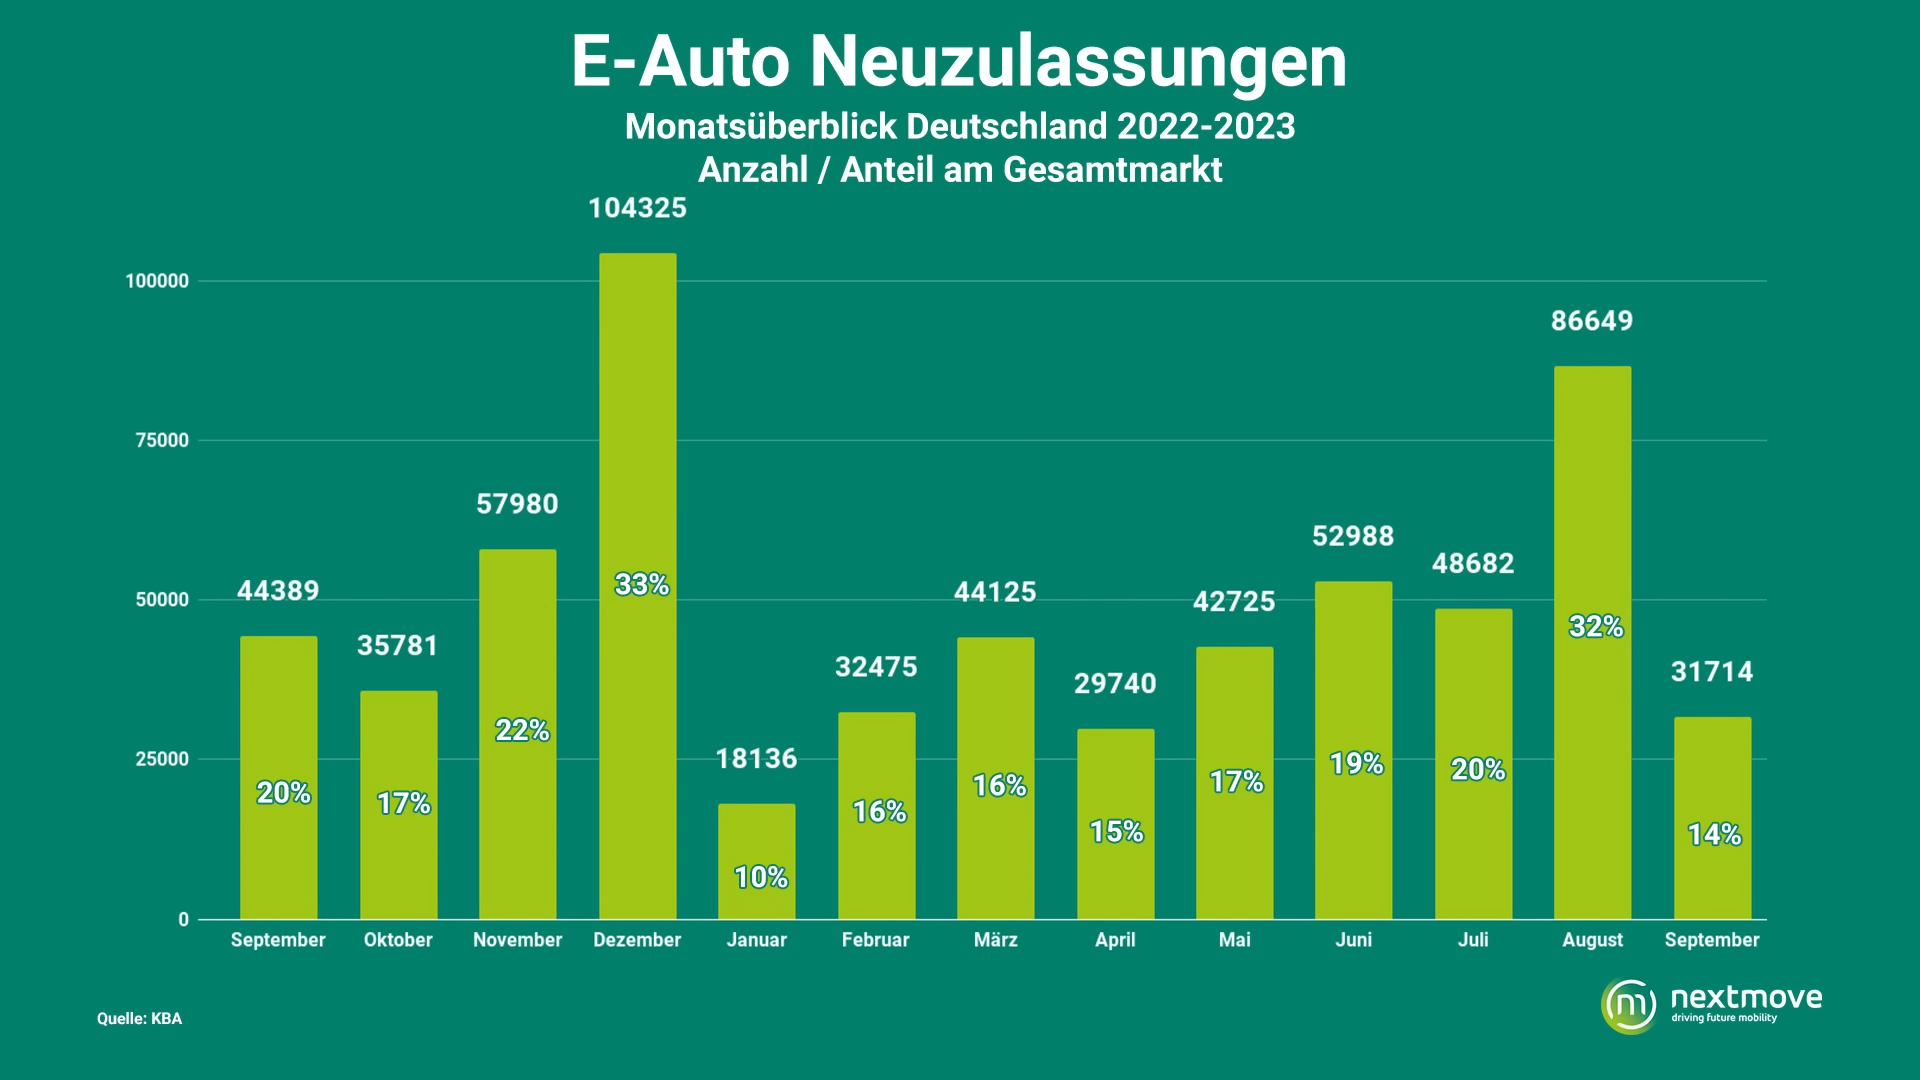 E-Auto Neuzulassungen
Monatsüberblick Deutschland 2022-2023
Anzahl / Anteil am Gesamtmarkt
100000
75000
50000
25000
0
44389
35781
57980
104325
18136
32475
44125
29740
42725
52988
48682
86649
31714
20%
17%
22%
33%
10%
16%
16%
15%
17%
19%
20%
32%
14%
September
Oktober
November
Dezember
Januar
Februar
März
April
Mai
Juni
Juli
August
September
Quelle: KBA
m
nextmove
driving future mobility